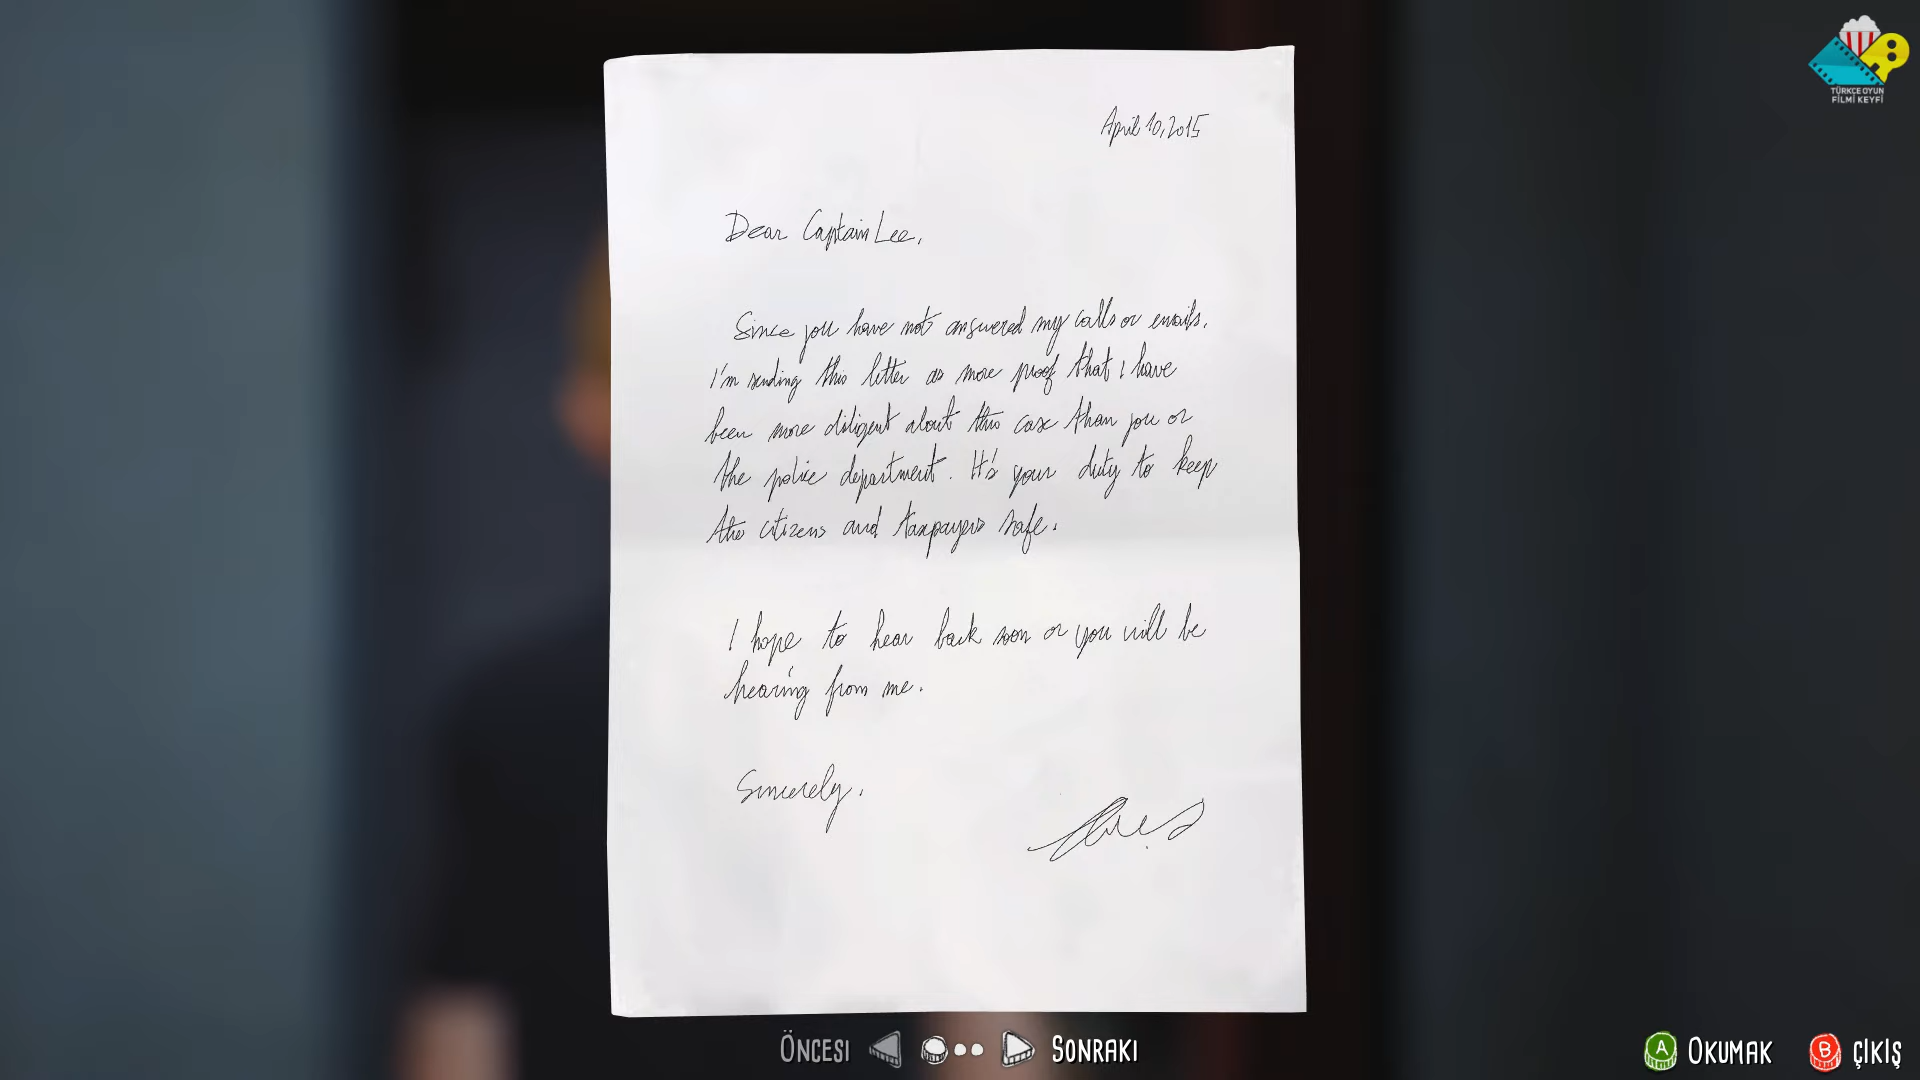 TÜRKÇE OYUN
FİLMİ KEYFİ
April 10, 2015
Dear Captain Lee,
Since you have not answered my calls or emails.
I'm sending this letter as more proof that I have
been more diligent about this case than you or
the police department. It's your duty to keep
the citizens and taxpayers safe.
I hope to hear back soon or you will be
hearing from me.
Sincerely,
ÖNCESI SONRAKI
A OKUMAK B ÇIKIŞ